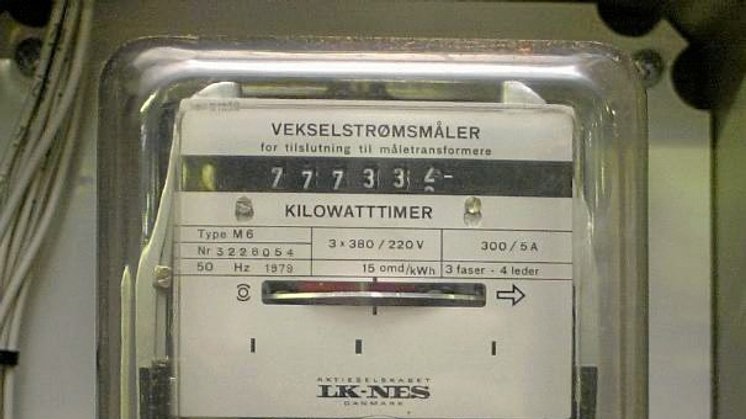 VEKSELSTRØMSMÅLER
for tilslutning til måletransformere
7 7 7 3 3
KILOWATTTIMER
Type M 6
Nr 3228054
3 x 380 / 220 V
300 / 5 A
50 Hz 1979
15 omd/kWh
3 faser - 4 leder
AKTIESELSKABET
LK-NES
DANMARK